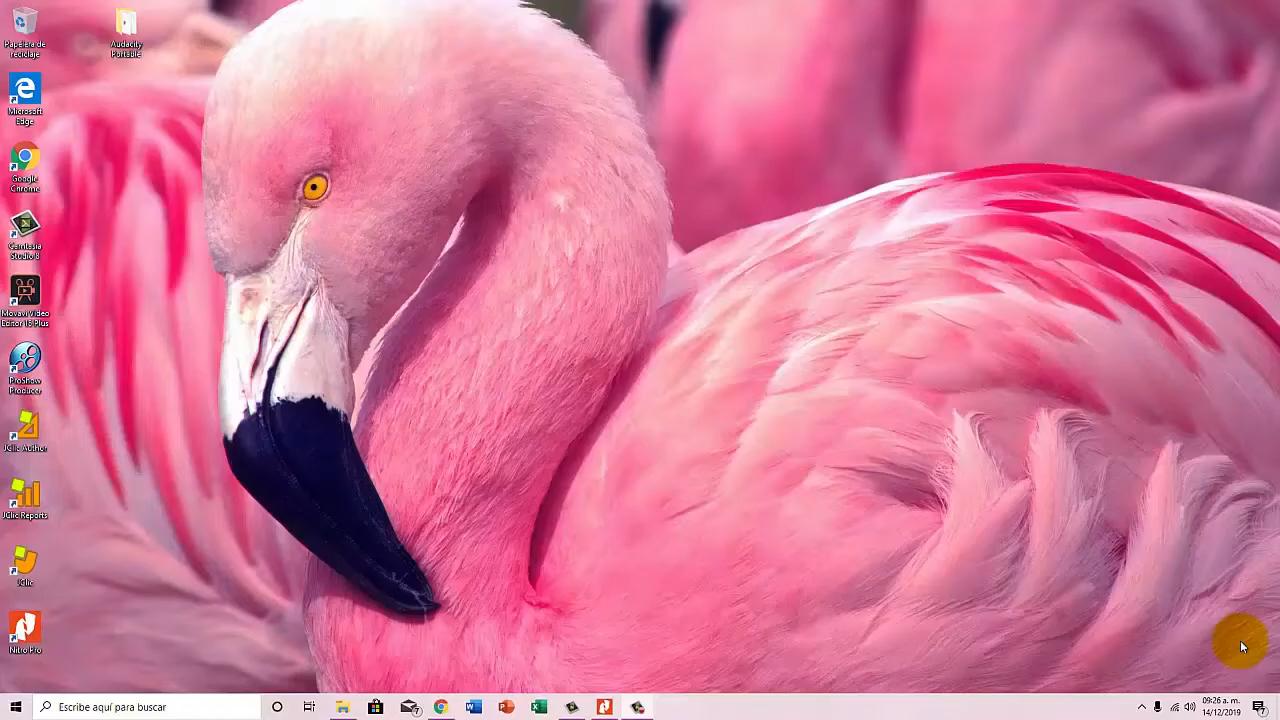 Papelera de
reciclaje
Audacity
Portable
Microsoft
Edge
Google
Chrome
Camtasia
Studio 8
Movavi Video
Editor 15 Plus
ProShow
Producer
JClic Author
JClic Reports
JClic
Nitro Pro
Escribe aquí para buscar
09:26 a. m.
14/12/2019